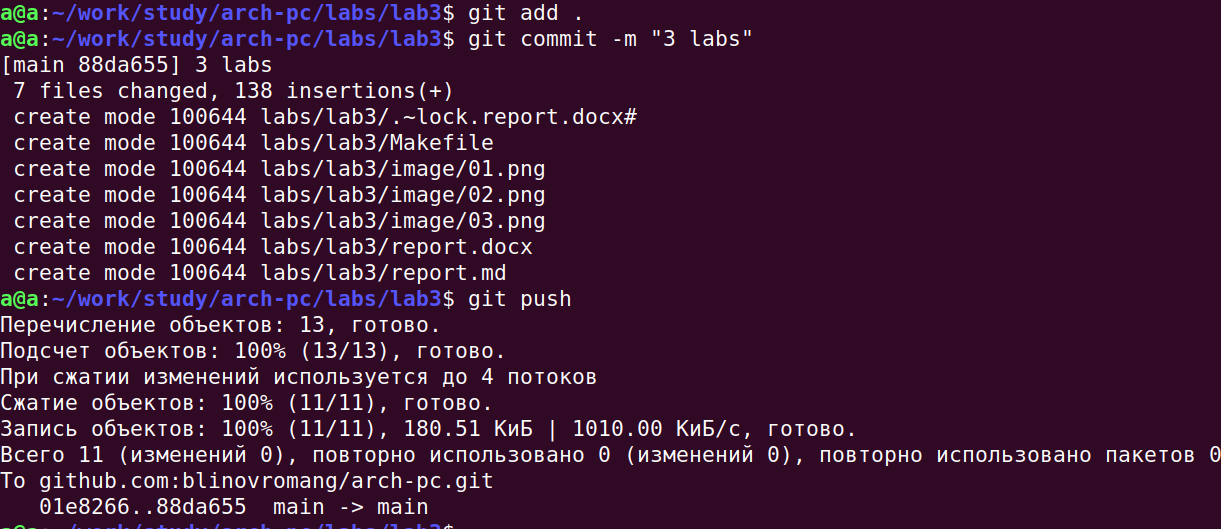 a@a:~/work/study/arch-pc/labs/lab3$ git add .
a@a:~/work/study/arch-pc/labs/lab3$ git commit -m "3 labs"
[main 88da655] 3 labs
 7 files changed, 138 insertions(+)
 create mode 100644 labs/lab3/.~lock.report.docx#
 create mode 100644 labs/lab3/Makefile
 create mode 100644 labs/lab3/image/01.png
 create mode 100644 labs/lab3/image/02.png
 create mode 100644 labs/lab3/image/03.png
 create mode 100644 labs/lab3/report.docx
 create mode 100644 labs/lab3/report.md
a@a:~/work/study/arch-pc/labs/lab3$ git push
Перечисление объектов: 13, готово.
Подсчет объектов: 100% (13/13), готово.
При сжатии изменений используется до 4 потоков
Сжатие объектов: 100% (11/11), готово.
Запись объектов: 100% (11/11), 180.51 КиБ | 1010.00 КиБ/с, готово.
Всего 11 (изменений 0), повторно использовано 0 (изменений 0), повторно использовано пакетов 0
To github.com:blinovromang/arch-pc.git
   01e8266..88da655  main -> main
a@a:~/work/study/arch-pc/labs/lab3$